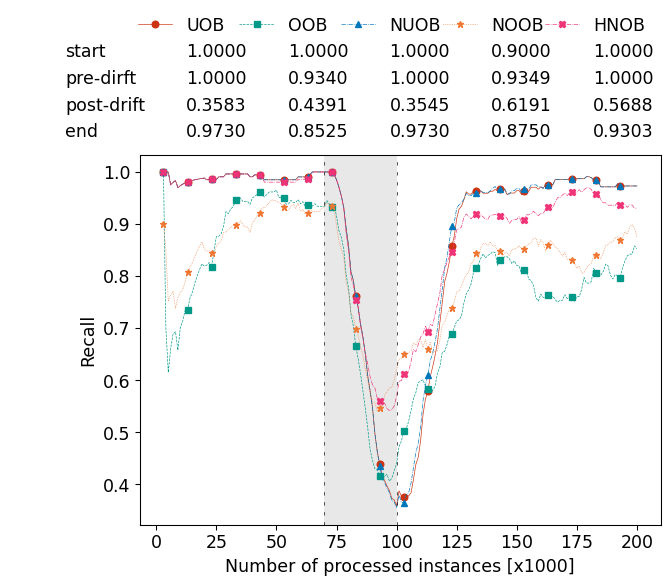 UOB OOB NUOB NOOB HNOB
start 1.0000 1.0000 1.0000 0.9000 1.0000
pre-dirft 1.0000 0.9340 1.0000 0.9349 1.0000
post-drift 0.3583 0.4391 0.3545 0.6191 0.5688
end 0.9730 0.8525 0.9730 0.8750 0.9303
1.0
0.9
0.8
0.7
0.6
0.5
0.4
Recall
0 25 50 75 100 125 150 175 200
Number of processed instances [x1000]